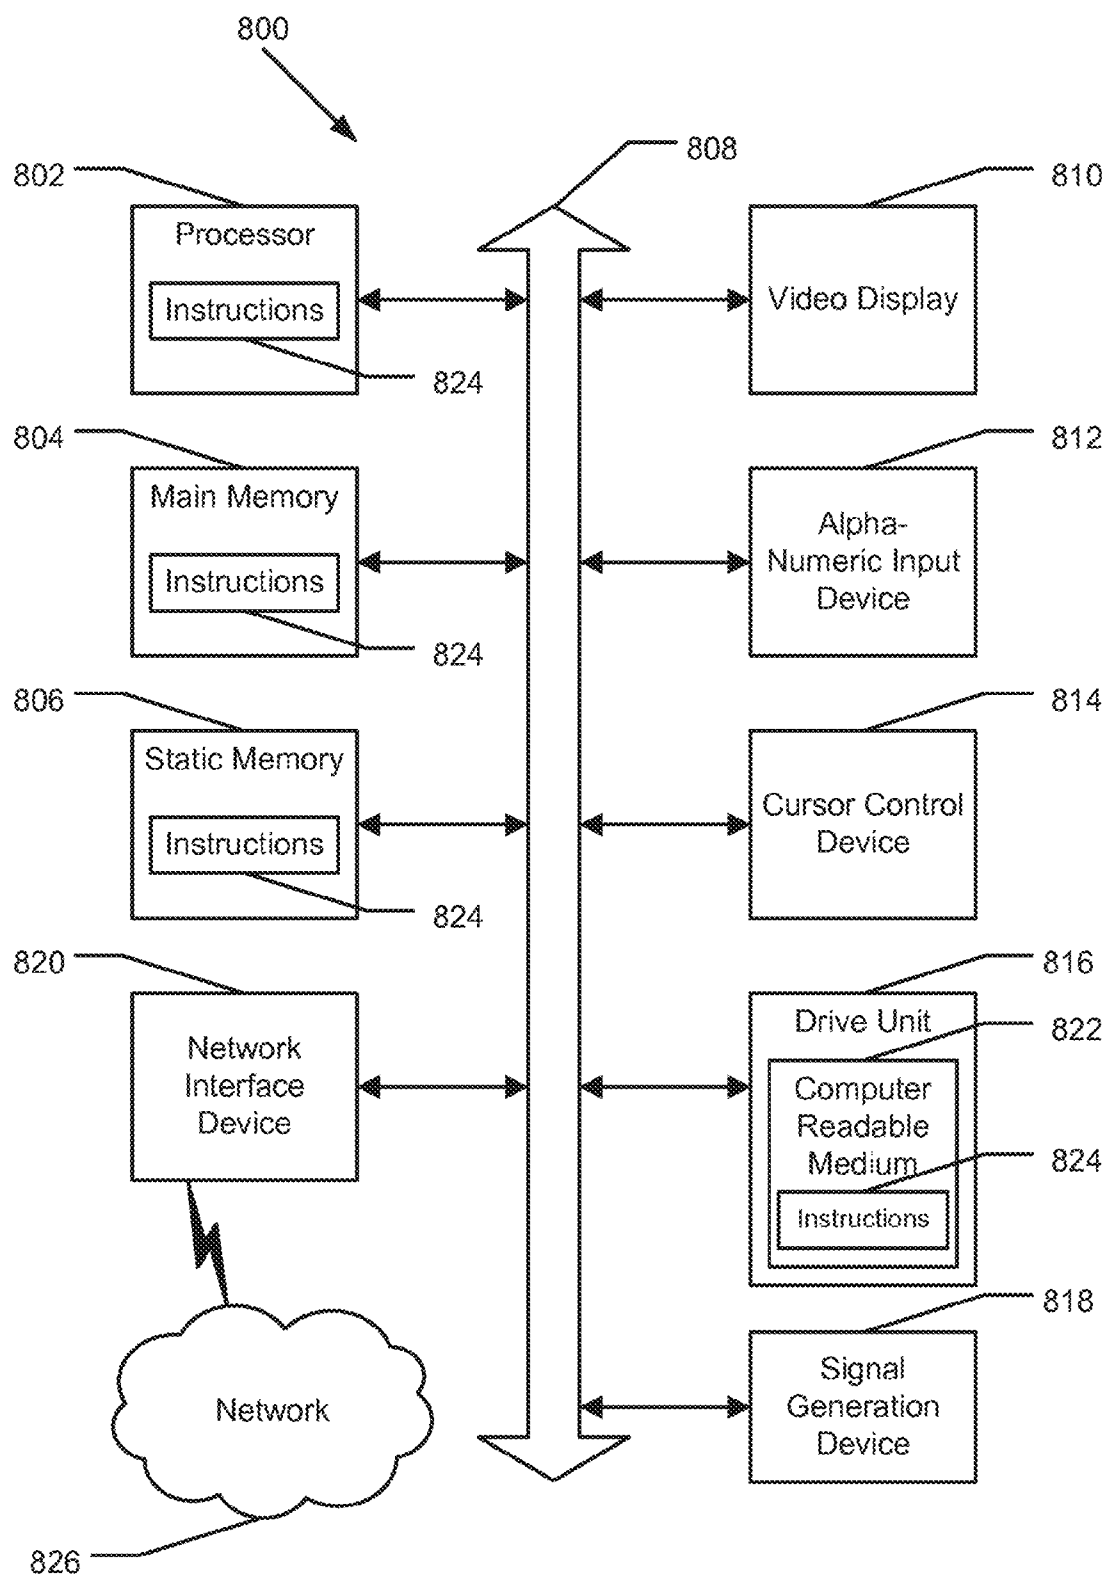 800
808
802
Processor
Instructions
824
810
Video Display
804
Main Memory
Instructions
824
812
Alpha-
Numeric Input
Device
806
Static Memory
Instructions
824
814
Cursor Control
Device
820
Network
Interface
Device
816
Drive Unit
822
Computer
Readable
Medium
824
Instructions
818
Signal
Generation
Device
Network
826